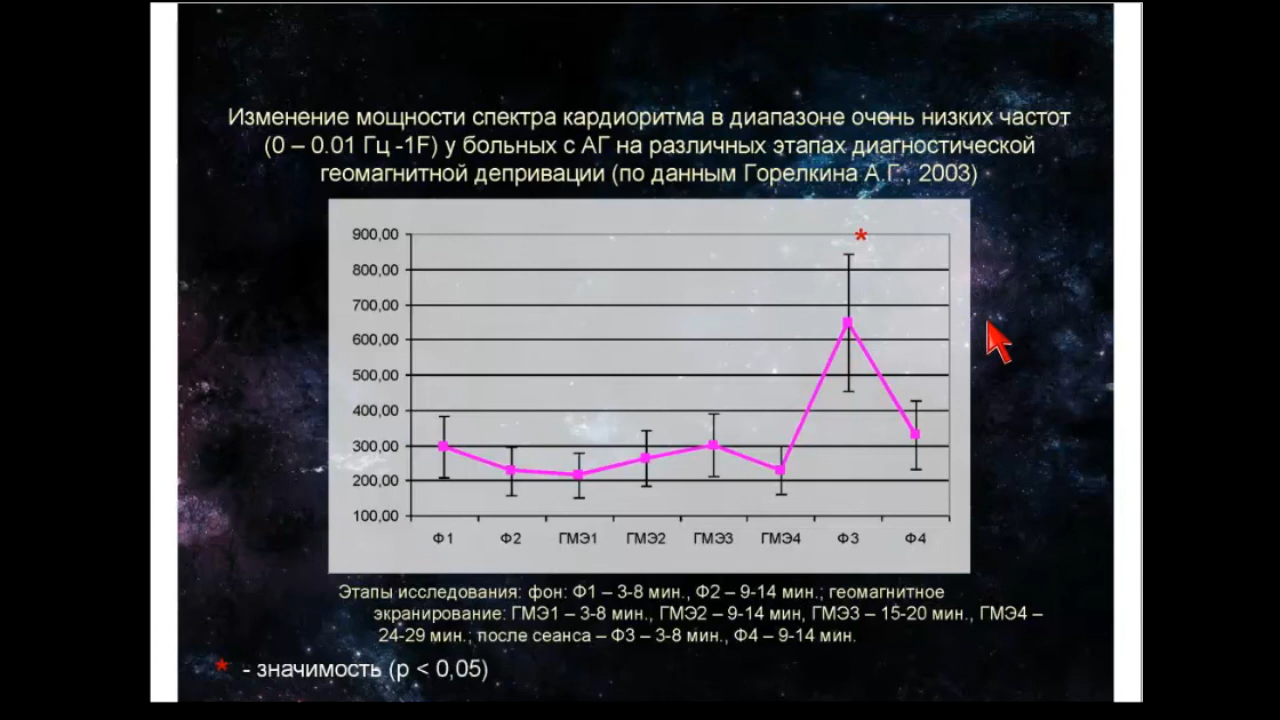 Изменение мощности спектра кардиоритма в диапазоне очень низких частот
(0 – 0.01 Гц -1F) у больных с АГ на различных этапах диагностической
геомагнитной депривации (по данным Горелкина А.Г., 2003)
*
900,00
800,00
700,00
600,00
500,00
400,00
300,00
200,00
100,00
Ф1 Ф2 ГМЭ1 ГМЭ2 ГМЭ3 ГМЭ4 Ф3 Ф4
Этапы исследования: фон: Ф1 – 3-8 мин., Ф2 – 9-14 мин.; геомагнитное
экранирование: ГМЭ1 – 3-8 мин., ГМЭ2 – 9-14 мин, ГМЭ3 – 15-20 мин., ГМЭ4 –
24-29 мин.; после сеанса – Ф3 – 3-8 мин., Ф4 – 9-14 мин.
* - значимость (p < 0,05)